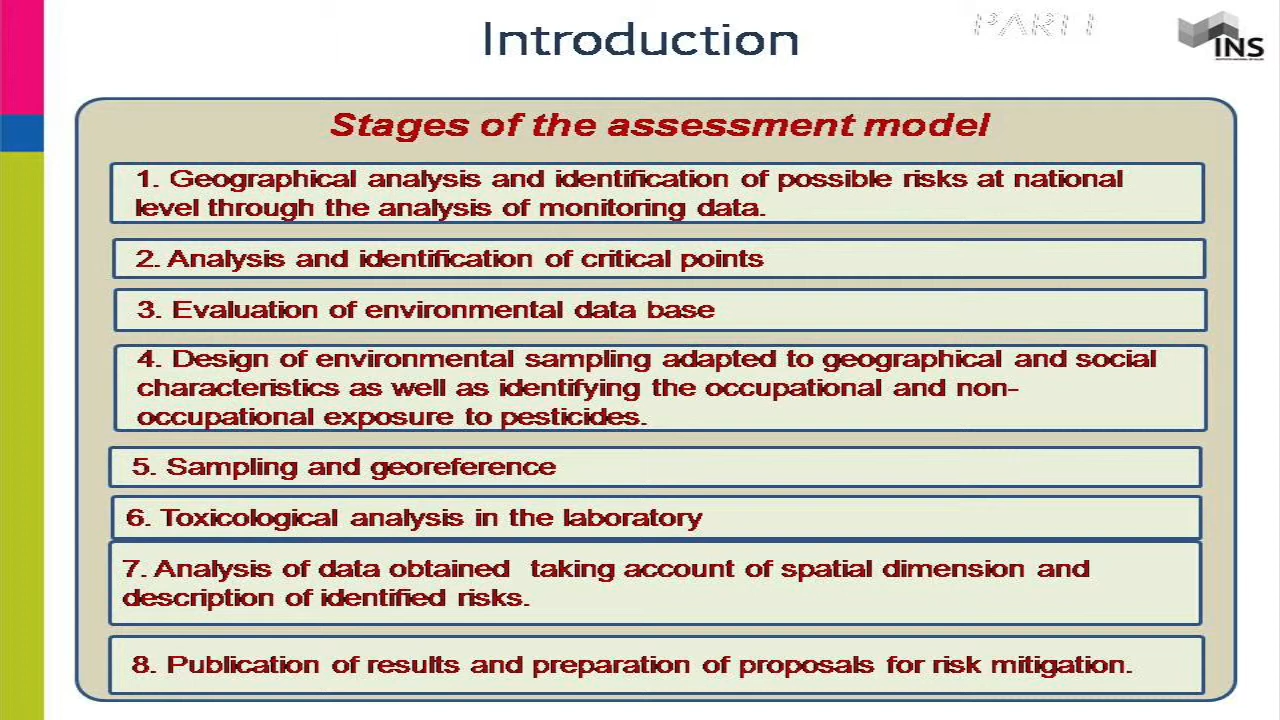 Introduction
PART I
INS
Stages of the assessment model
1. Geographical analysis and identification of possible risks at national
level through the analysis of monitoring data.
2. Analysis and identification of critical points
3. Evaluation of environmental data base
4. Design of environmental sampling adapted to geographical and social
characteristics as well as identifying the occupational and non-
occupational exposure to pesticides.
5. Sampling and georeference
6. Toxicological analysis in the laboratory
7. Analysis of data obtained taking account of spatial dimension and
description of identified risks.
8. Publication of results and preparation of proposals for risk mitigation.